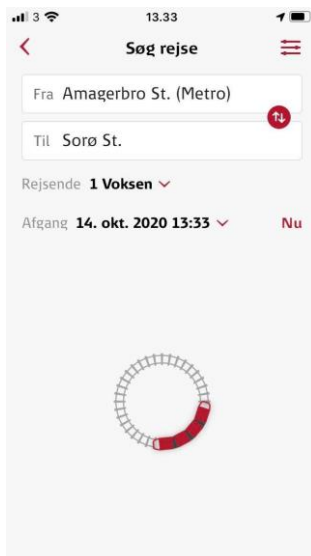 3 13.33
Søg rejse
Fra Amagerbro St. (Metro)
Til Sorø St.
Rejsende 1 Voksen
Afgang 14. okt. 2020 13:33 Nu